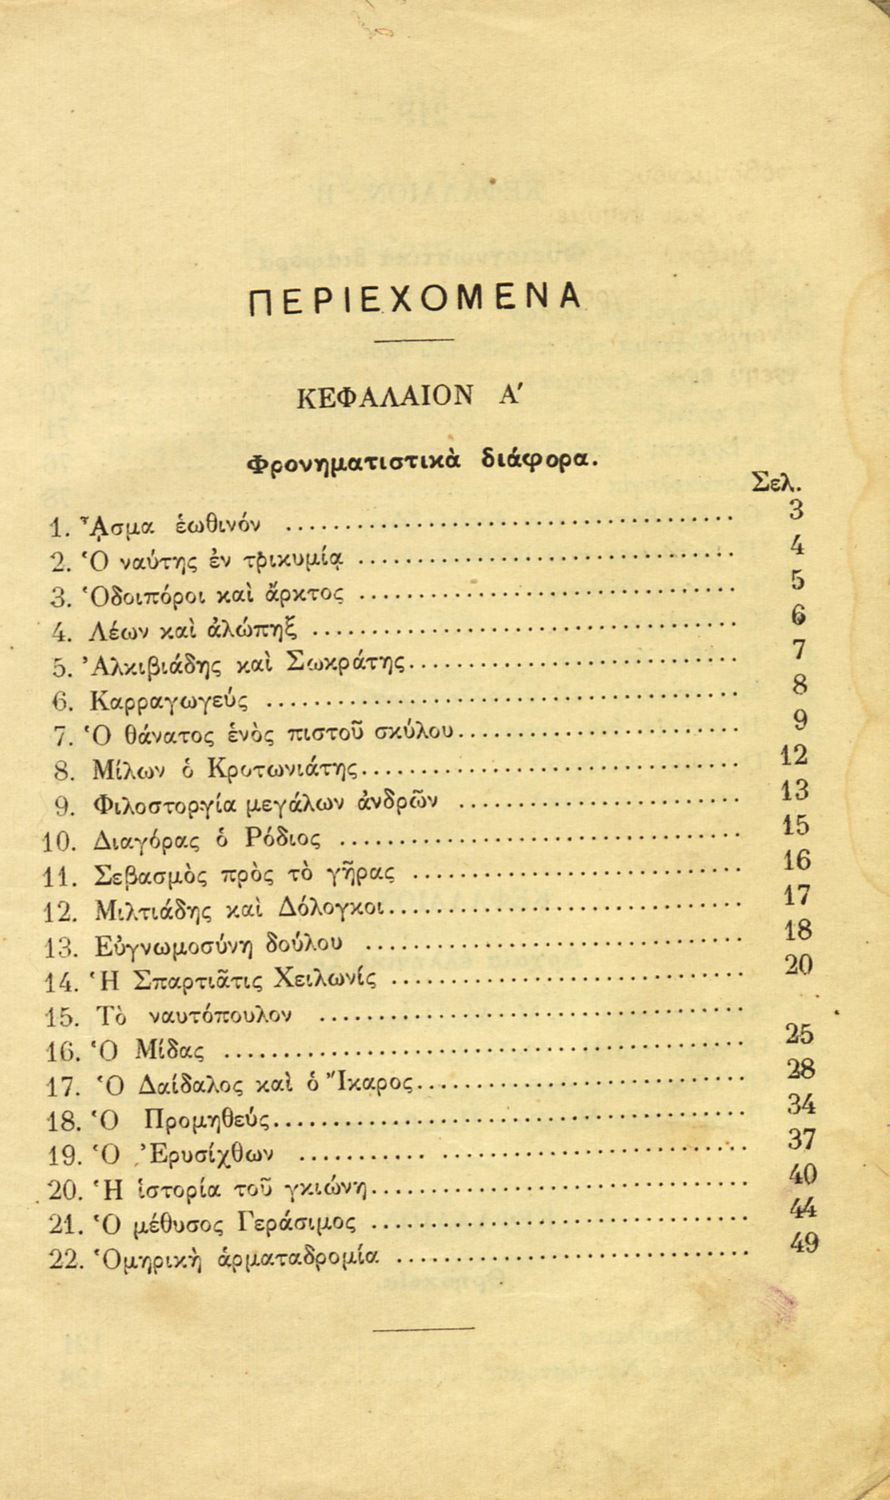 ΠΕΡΙΕΧΟΜΕΝΑ
ΚΕΦΑΛΑΙΟΝ Α′
Φρονηματιστικὰ διάφορα.
Σελ.
1. ᾎσμα ἑωθινόν .......... 3
2. Ὁ ναύτης ἐν τρικυμίᾳ .......... 4
3. Ὁδοιπόροι καὶ ἄρκτος .......... 5
4. Λέων καὶ ἀλώπηξ .......... 6
5. Ἀλκιβιάδης καὶ Σωκράτης .......... 7
6. Καρραγωγεύς .......... 8
7. Ὁ θάνατος ἑνὸς πιστοῦ σκύλου .......... 9
8. Μίλων ὁ Κροτωνιάτης .......... 12
9. Φιλοστοργία μεγάλων ἀνδρῶν .......... 13
10. Διαγόρας ὁ Ρόδιος .......... 15
11. Σεβασμὸς πρὸς τὸ γῆρας .......... 16
12. Μιλτιάδης καὶ Δόλογκοι .......... 17
13. Εὐγνωμοσύνη δούλου .......... 18
14. Ἡ Σπαρτιᾶτις Χειλωνίς .......... 20
15. Τὸ ναυτόπουλον ..........
16. Ὁ Μίδας .......... 25
17. Ὁ Δαίδαλος καὶ ὁ Ἴκαρος .......... 28
18. Ὁ Προμηθεύς .......... 34
19. Ὁ Ἐρυσίχθων .......... 37
20. Ἡ ἱστορία τοῦ γκιώνη .......... 40
21. Ὁ μέθυσος Γεράσιμος .......... 44
22. Ὁμηρικὴ ἁρματαδρομία .......... 49